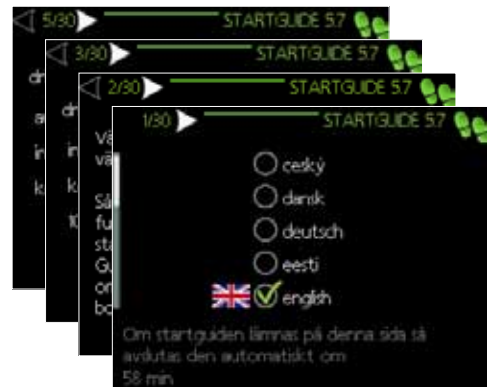 5/30 STARTGUIDE 5.7
3/30 STARTGUIDE 5.7
2/30 STARTGUIDE 5.7
1/30 STARTGUIDE 5.7
ceský
dansk
deutsch
eesti
english
Om startguiden lämnas på denna sida så
avslutas den automatiskt om
58 min